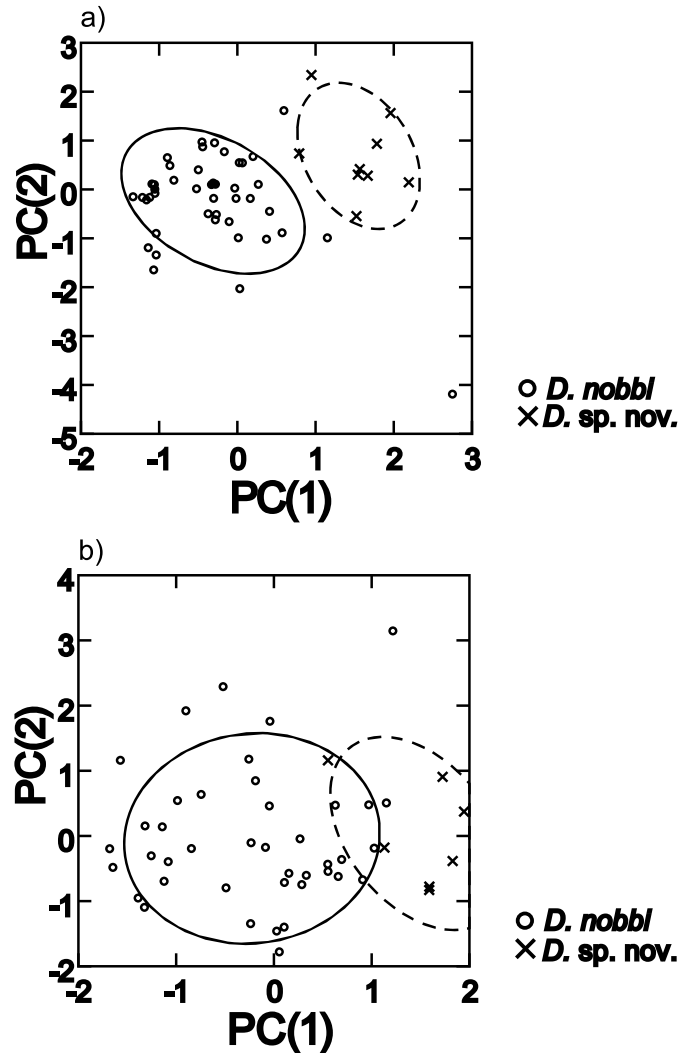 a)
3
2
1
0
-1
-2
-3
-4
-5
PC(2)
-2 -1 0 1 2 3
PC(1)
D. nobbi
D. sp. nov.
b)
4
3
2
1
0
-1
-2
PC(2)
-2 -1 0 1 2
PC(1)
D. nobbi
D. sp. nov.